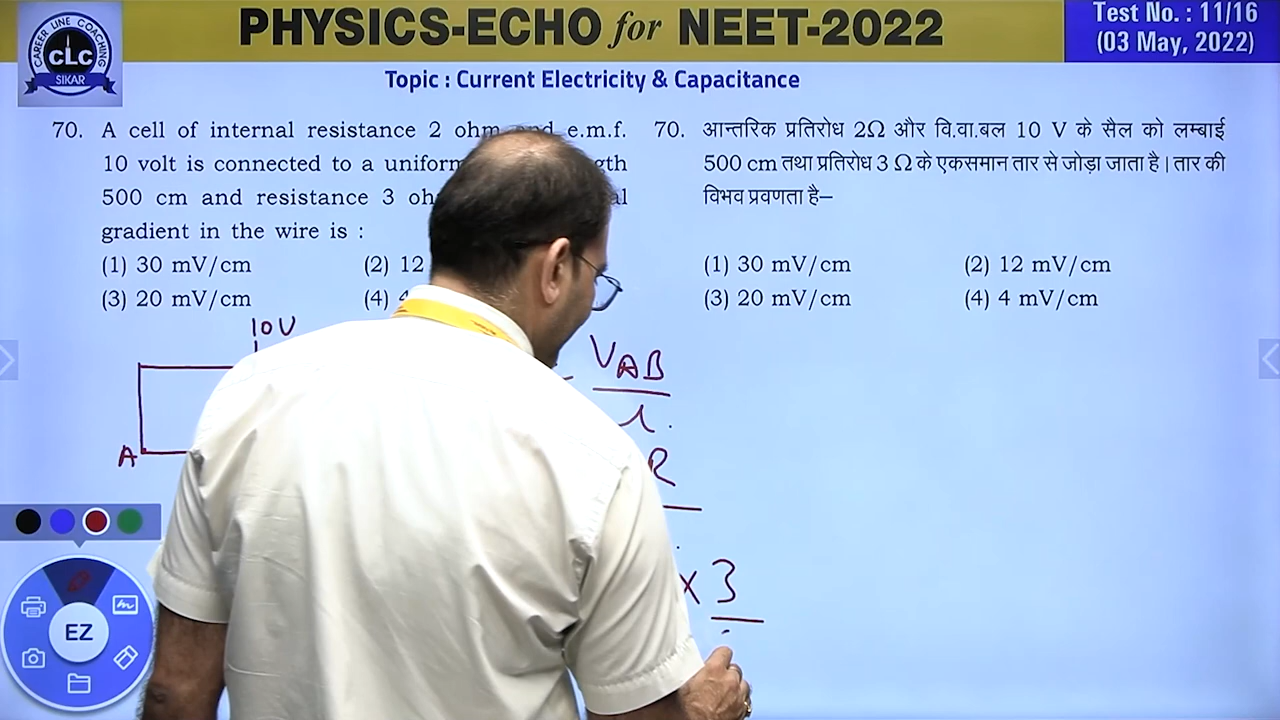 CAREER LINE COACHING
CLC
SIKAR
PHYSICS-ECHO for NEET-2022
Test No. : 11/16
(03 May, 2022)
Topic : Current Electricity & Capacitance
70. A cell of internal resistance 2 ohm and e.m.f.
10 volt is connected to a uniform
500 cm and resistance 3
gradient in the wire is :
(1) 30 mV/cm
(2) 12
(3) 20 mV/cm
(4) 4
70. आन्तरिक प्रतिरोध 2Ω और वि.वा.बल 10 V के सैल को लम्बाई
500 cm तथा प्रतिरोध 3 Ω के एकसमान तार से जोड़ा जाता है। तार की
विभव प्रवणता है–
(1) 30 mV/cm
(2) 12 mV/cm
(3) 20 mV/cm
(4) 4 mV/cm
10V
A
VAB
l
R
x 3
EZ